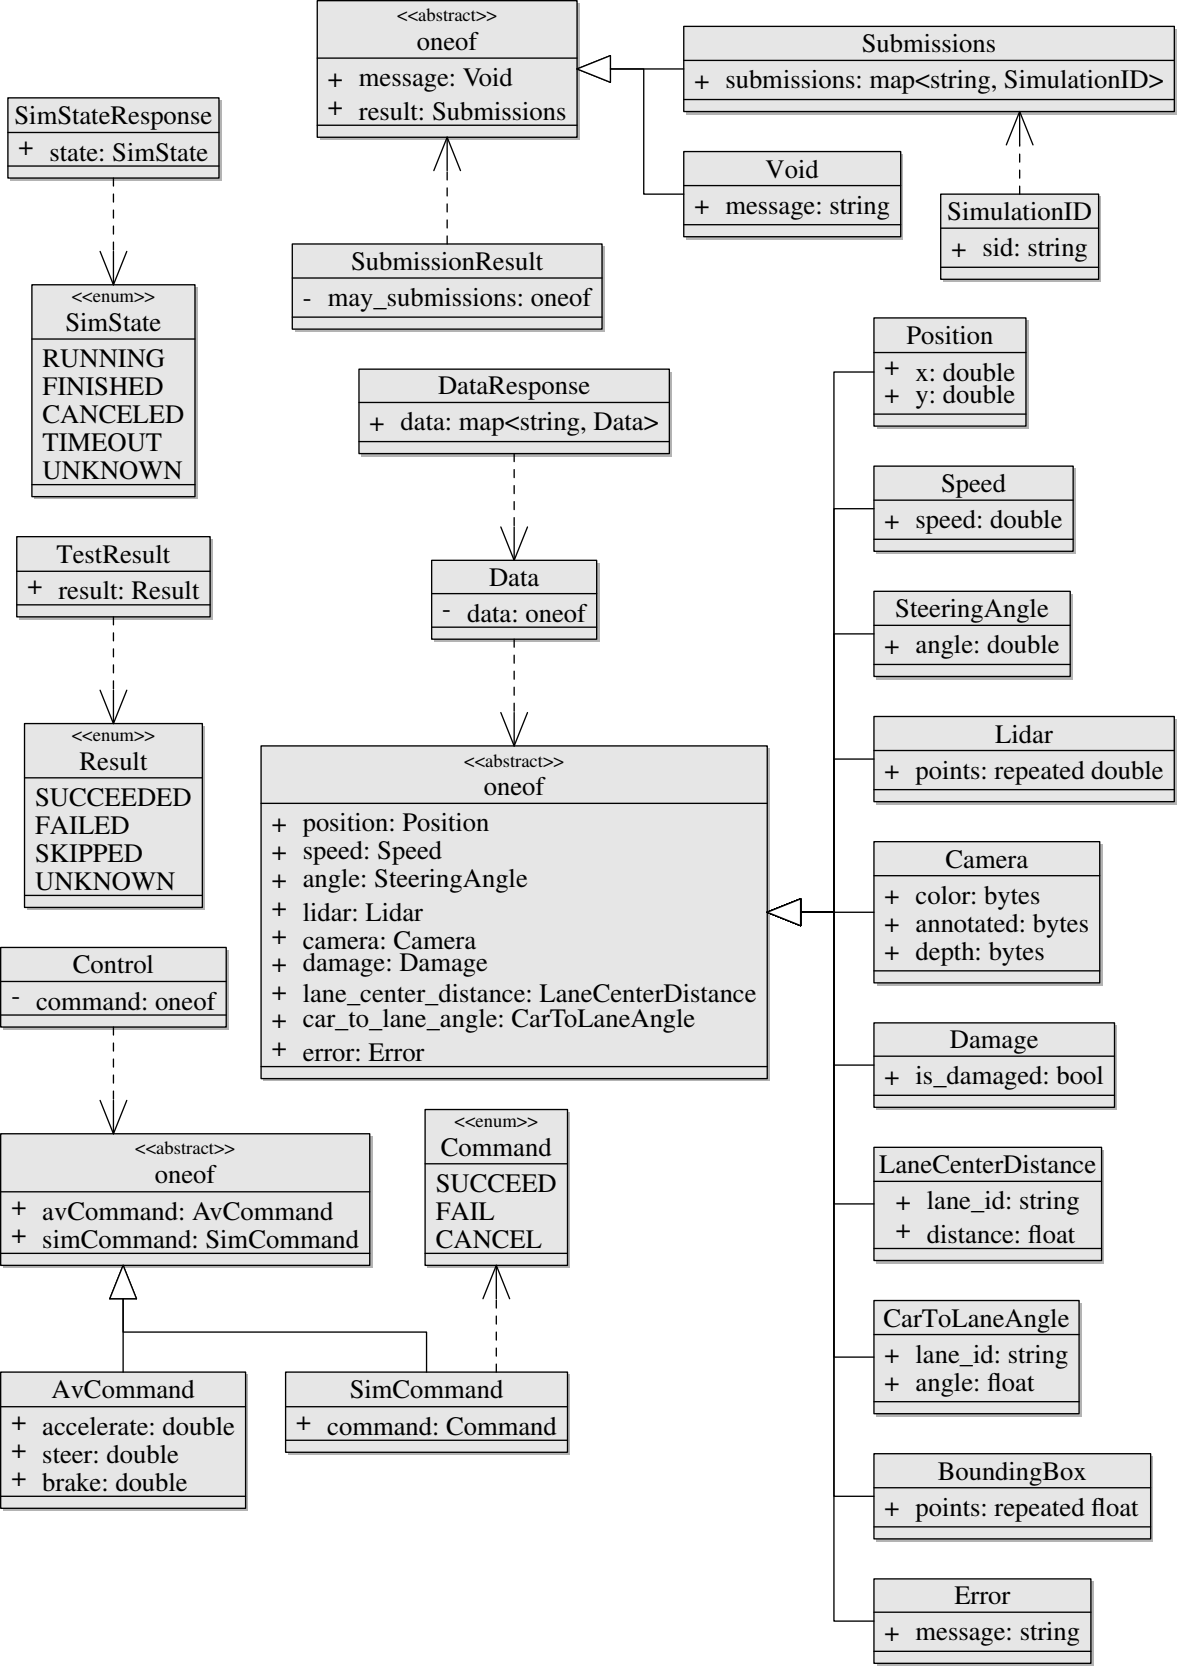 <<abstract>>
oneof
+ message: Void
+ result: Submissions
Submissions
+ submissions: map<string, SimulationID>
SimStateResponse
+ state: SimState
Void
+ message: string
SimulationID
+ sid: string
SubmissionResult
- may_submissions: oneof
<<enum>>
SimState
RUNNING
FINISHED
CANCELED
TIMEOUT
UNKNOWN
Position
+ x: double
+ y: double
DataResponse
+ data: map<string, Data>
Speed
+ speed: double
TestResult
+ result: Result
Data
- data: oneof
SteeringAngle
+ angle: double
<<enum>>
Result
SUCCEEDED
FAILED
SKIPPED
UNKNOWN
Lidar
+ points: repeated double
<<abstract>>
oneof
+ position: Position
+ speed: Speed
+ angle: SteeringAngle
+ lidar: Lidar
+ camera: Camera
+ damage: Damage
+ lane_center_distance: LaneCenterDistance
+ car_to_lane_angle: CarToLaneAngle
+ error: Error
Camera
+ color: bytes
+ annotated: bytes
+ depth: bytes
Control
- command: oneof
Damage
+ is_damaged: bool
<<abstract>>
oneof
+ avCommand: AvCommand
+ simCommand: SimCommand
<<enum>>
Command
SUCCEED
FAIL
CANCEL
LaneCenterDistance
+ lane_id: string
+ distance: float
CarToLaneAngle
+ lane_id: string
+ angle: float
AvCommand
+ accelerate: double
+ steer: double
+ brake: double
SimCommand
+ command: Command
BoundingBox
+ points: repeated float
Error
+ message: string